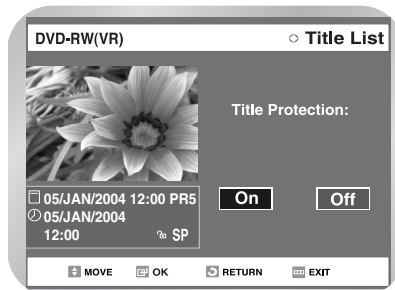 DVD-RW(VR) Title List
Title Protection:
05/JAN/2004 12:00 PR5
On Off
05/JAN/2004
12:00 SP
MOVE OK RETURN EXIT